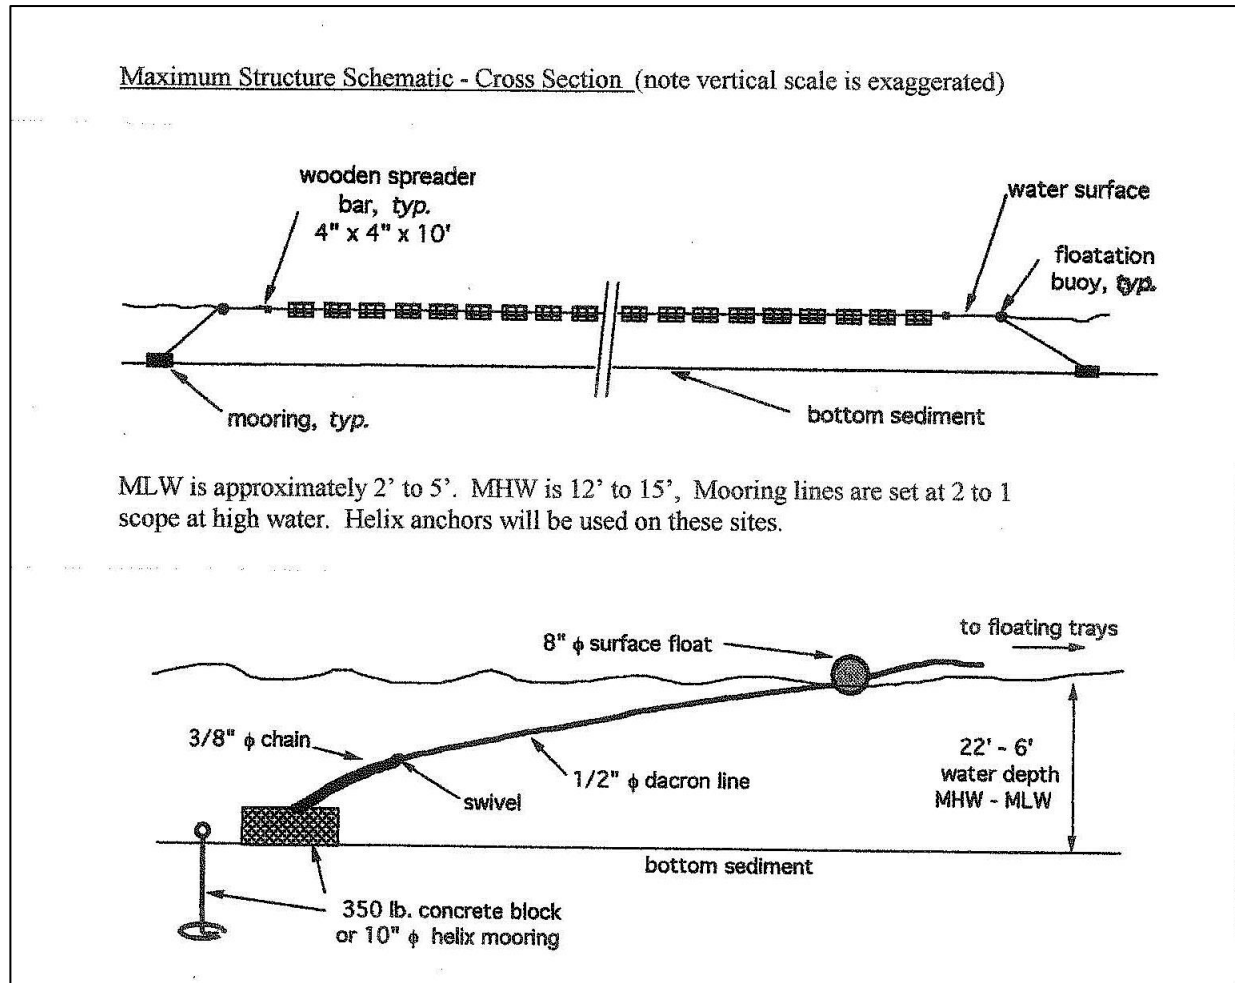 Maximum Structure Schematic - Cross Section (note vertical scale is exaggerated)
wooden spreader
bar, typ.
4" x 4" x 10'
water surface
floatation
buoy, typ.
mooring, typ.
bottom sediment
MLW is approximately 2’ to 5’. MHW is 12’ to 15’, Mooring lines are set at 2 to 1
scope at high water. Helix anchors will be used on these sites.
8" ϕ surface float
to floating trays
3/8" ϕ chain
swivel
1/2" ϕ dacron line
22' - 6'
water depth
MHW - MLW
bottom sediment
350 lb. concrete block
or 10" ϕ helix mooring